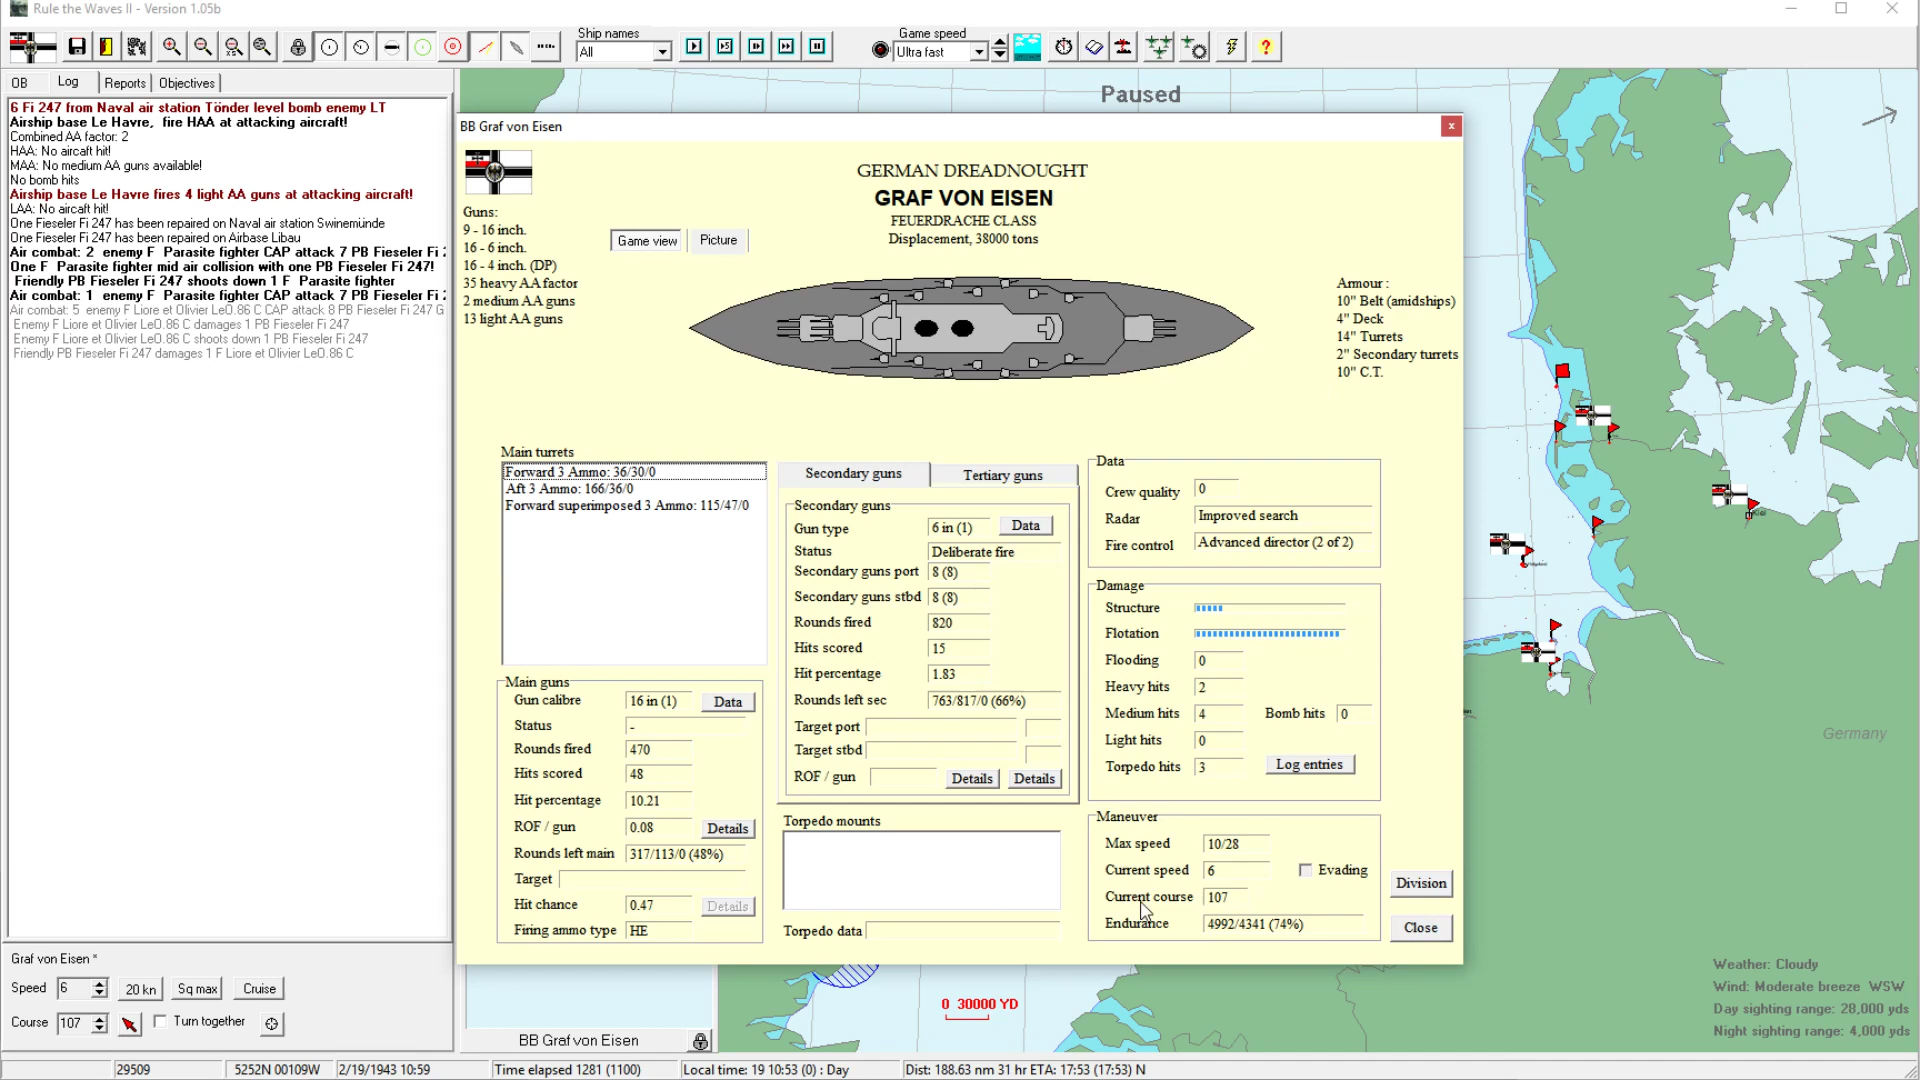 Rule the Waves II - Version 1.05b
Ship names
All
Game speed
Ultra fast
OB
Log
Reports
Objectives
6 Fi 247 from Naval air station Tönder level bomb enemy LT
Airship base Le Havre,  fire HAA at attacking aircraft!
Combined AA factor: 2
HAA: No aircaft hit!
MAA: No medium AA guns available!
No bomb hits
Airship base Le Havre fires 4 light AA guns at attacking aircraft!
LAA: No aircaft hit!
One Fieseler Fi 247 has been repaired on Naval air station Swinemünde
One Fieseler Fi 247 has been repaired on Airbase Libau
Air combat: 2  enemy F  Parasite fighter CAP attack 7 PB Fieseler Fi 2
One F  Parasite fighter mid air collision with one PB Fieseler Fi 247!
Friendly PB Fieseler Fi 247 shoots down 1 F  Parasite fighter
Air combat: 1  enemy F  Parasite fighter CAP attack 7 PB Fieseler Fi 2
Air combat: 5  enemy F Liore et Olivier LeO.86 C CAP attack 8 PB Fieseler Fi 247 G
Enemy F Liore et Olivier LeO.86 C damages 1 PB Fieseler Fi 247
Enemy F Liore et Olivier LeO.86 C shoots down 1 PB Fieseler Fi 247
Friendly PB Fieseler Fi 247 damages 1 F Liore et Olivier LeO.86 C
Paused
BB Graf von Eisen
GERMAN DREADNOUGHT
GRAF VON EISEN
FEUERDRACHE CLASS
Displacement, 38000 tons
Game view
Picture
Guns:
9 - 16 inch.
16 - 6 inch.
16 - 4 inch. (DP)
35 heavy AA factor
2 medium AA guns
13 light AA guns
Armour :
10" Belt (amidships)
4" Deck
14" Turrets
2" Secondary turrets
10" C.T.
Main turrets
Forward 3 Ammo: 36/30/0
Aft 3 Ammo: 166/36/0
Forward superimposed 3 Ammo: 115/47/0
Main guns
Gun calibre 16 in (1) Data
Status -
Rounds fired 470
Hits scored 48
Hit percentage 10.21
ROF / gun 0.08 Details
Rounds left main 317/113/0 (48%)
Target
Hit chance 0.47 Details
Firing ammo type HE
Secondary guns
Tertiary guns
Secondary guns
Gun type 6 in (1) Data
Status Deliberate fire
Secondary guns port 8 (8)
Secondary guns stbd 8 (8)
Rounds fired 820
Hits scored 15
Hit percentage 1.83
Rounds left sec 763/817/0 (66%)
Target port
Target stbd
ROF / gun Details Details
Torpedo mounts
Torpedo data
Data
Crew quality 0
Radar Improved search
Fire control Advanced director (2 of 2)
Damage
Structure
Flotation
Flooding 0
Heavy hits 2
Medium hits 4 Bomb hits 0
Light hits 0
Torpedo hits 3 Log entries
Maneuver
Max speed 10/28
Current speed 6 Evading
Current course 107
Endurance 4992/4341 (74%)
Division
Close
Germany
Weather: Cloudy
Wind: Moderate breeze  WSW
Day sighting range: 28,000 yds
Night sighting range: 4,000 yds
0  30000 YD
BB Graf von Eisen
Graf von Eisen *
Speed 6 20 kn Sq max Cruise
Course 107 Turn together
29509
5252N 00109W
2/19/1943 10:59
Time elapsed 1281 (1100)
Local time: 19 10:53 (0) : Day
Dist: 188.63 nm 31 hr ETA: 17:53 (17:53) N